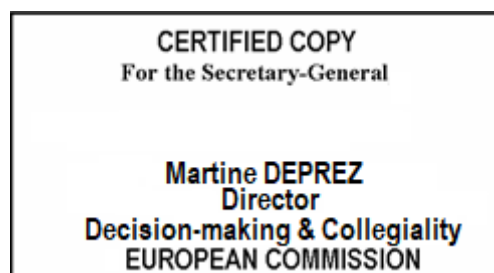 CERTIFIED COPY
For the Secretary-General
Martine DEPREZ
Director
Decision-making & Collegiality
EUROPEAN COMMISSION